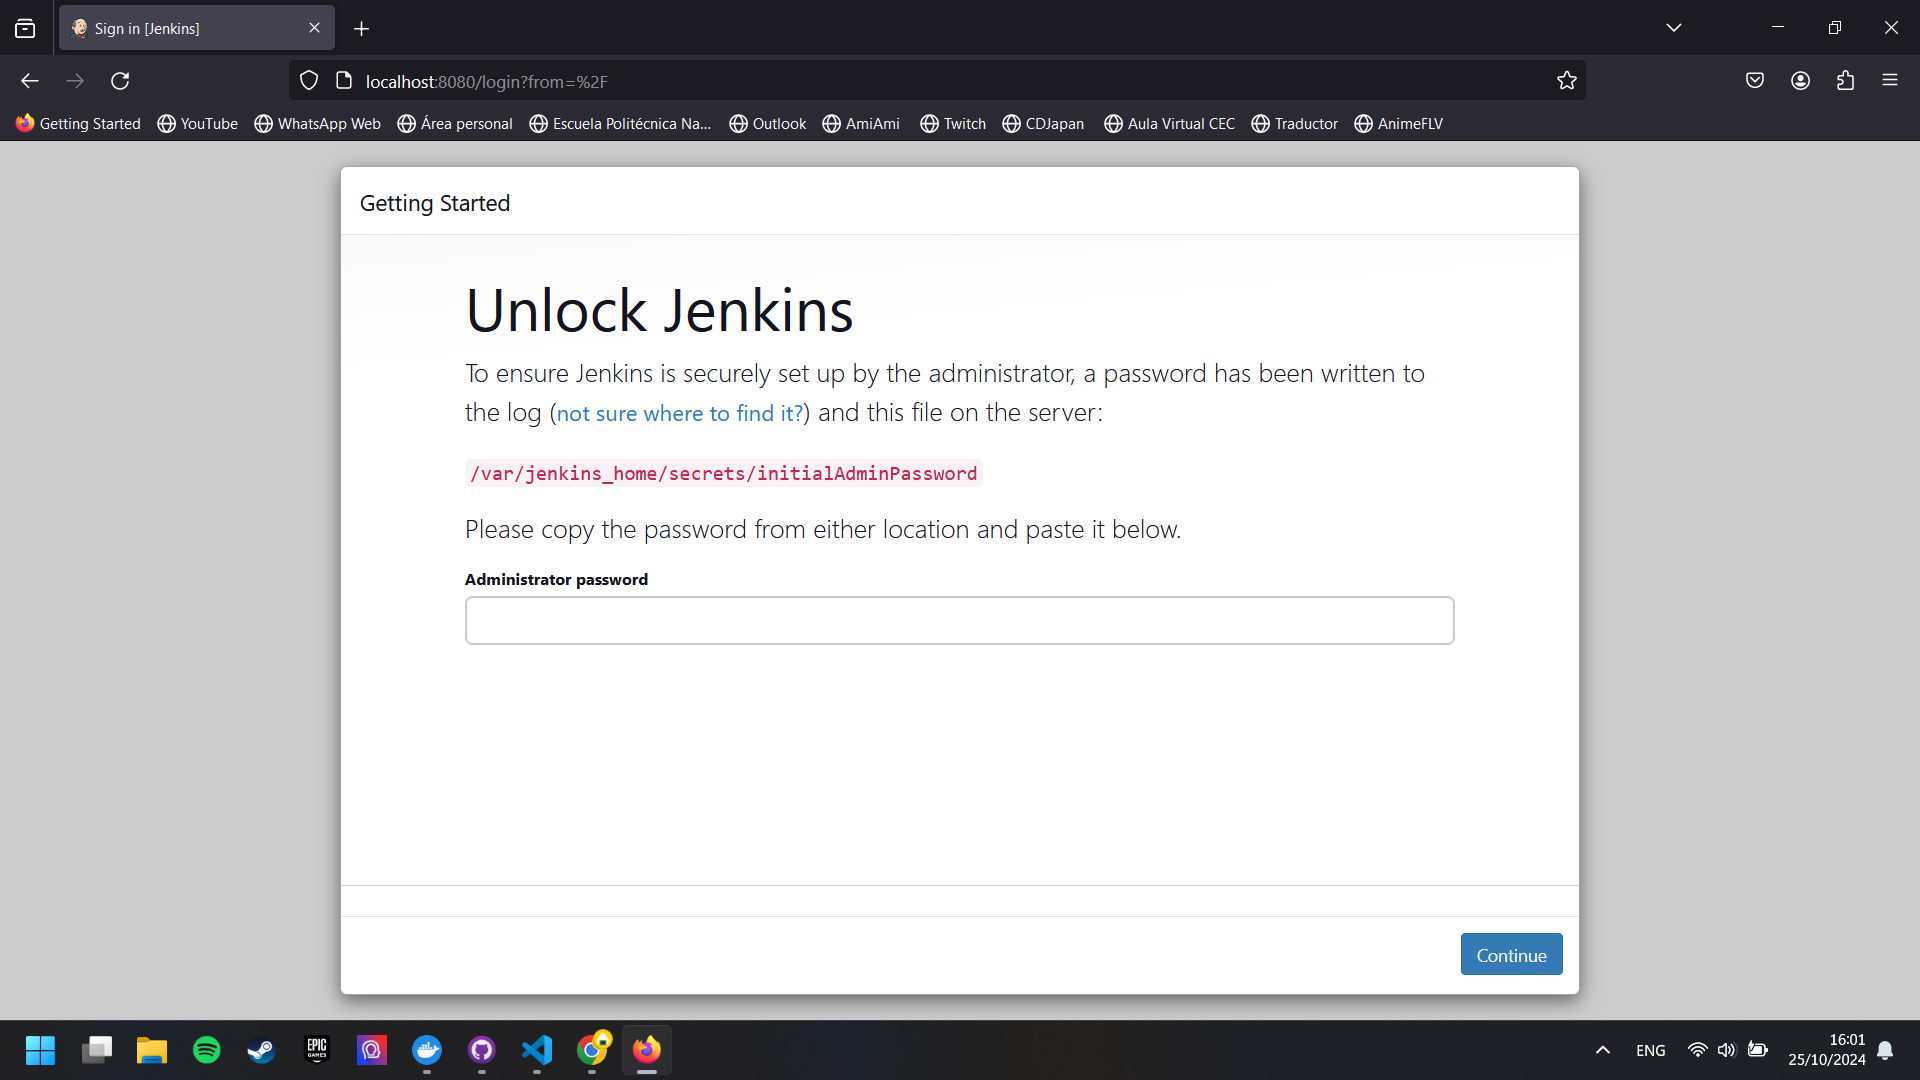 Sign in [Jenkins]
localhost:8080/login?from=%2F
Getting Started YouTube WhatsApp Web Área personal Escuela Politécnica Na... Outlook AmiAmi Twitch CDJapan Aula Virtual CEC Traductor AnimeFLV
Getting Started
Unlock Jenkins
To ensure Jenkins is securely set up by the administrator, a password has been written to
the log (not sure where to find it?) and this file on the server:
/var/jenkins_home/secrets/initialAdminPassword
Please copy the password from either location and paste it below.
Administrator password
Continue
EPIC
GAMES
ENG
16:01
25/10/2024